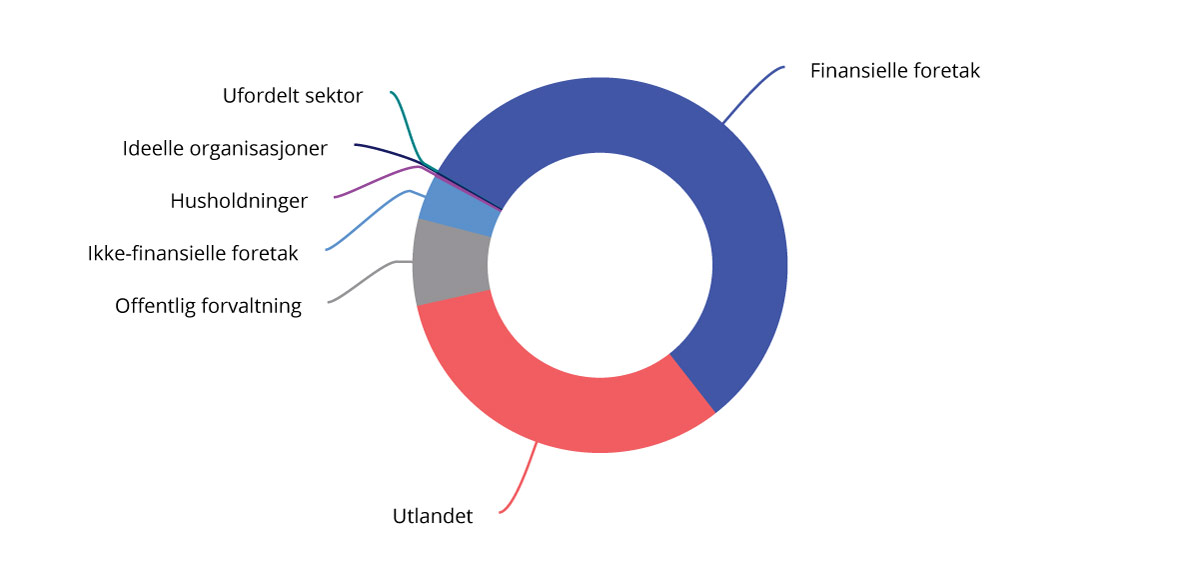 Finansielle foretak
Ufordelt sektor
Ideelle organisasjoner
Husholdninger
Ikke-finansielle foretak
Offentlig forvaltning
Utlandet